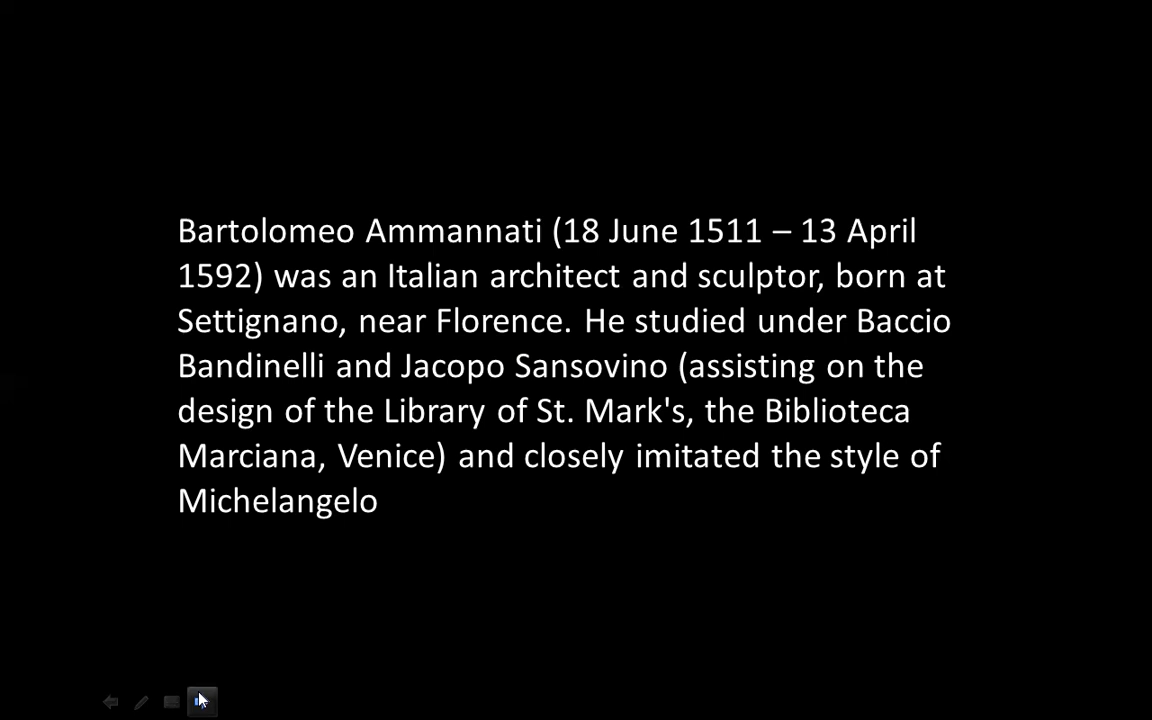 Bartolomeo Ammannati (18 June 1511 – 13 April
1592) was an Italian architect and sculptor, born at
Settignano, near Florence. He studied under Baccio
Bandinelli and Jacopo Sansovino (assisting on the
design of the Library of St. Mark's, the Biblioteca
Marciana, Venice) and closely imitated the style of
Michelangelo